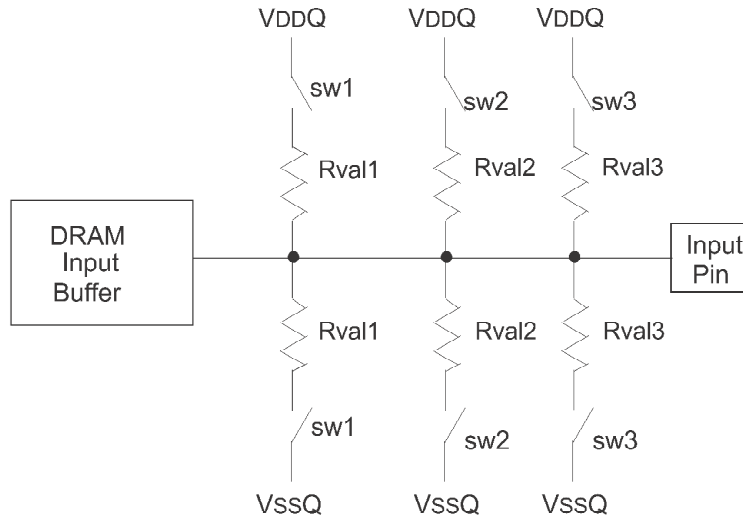 VDDQ VDDQ VDDQ
sw1 sw2 sw3
Rval1 Rval2 Rval3
DRAM
Input
Buffer
Input
Pin
Rval1 Rval2 Rval3
sw1 sw2 sw3
VSSQ VSSQ VSSQ